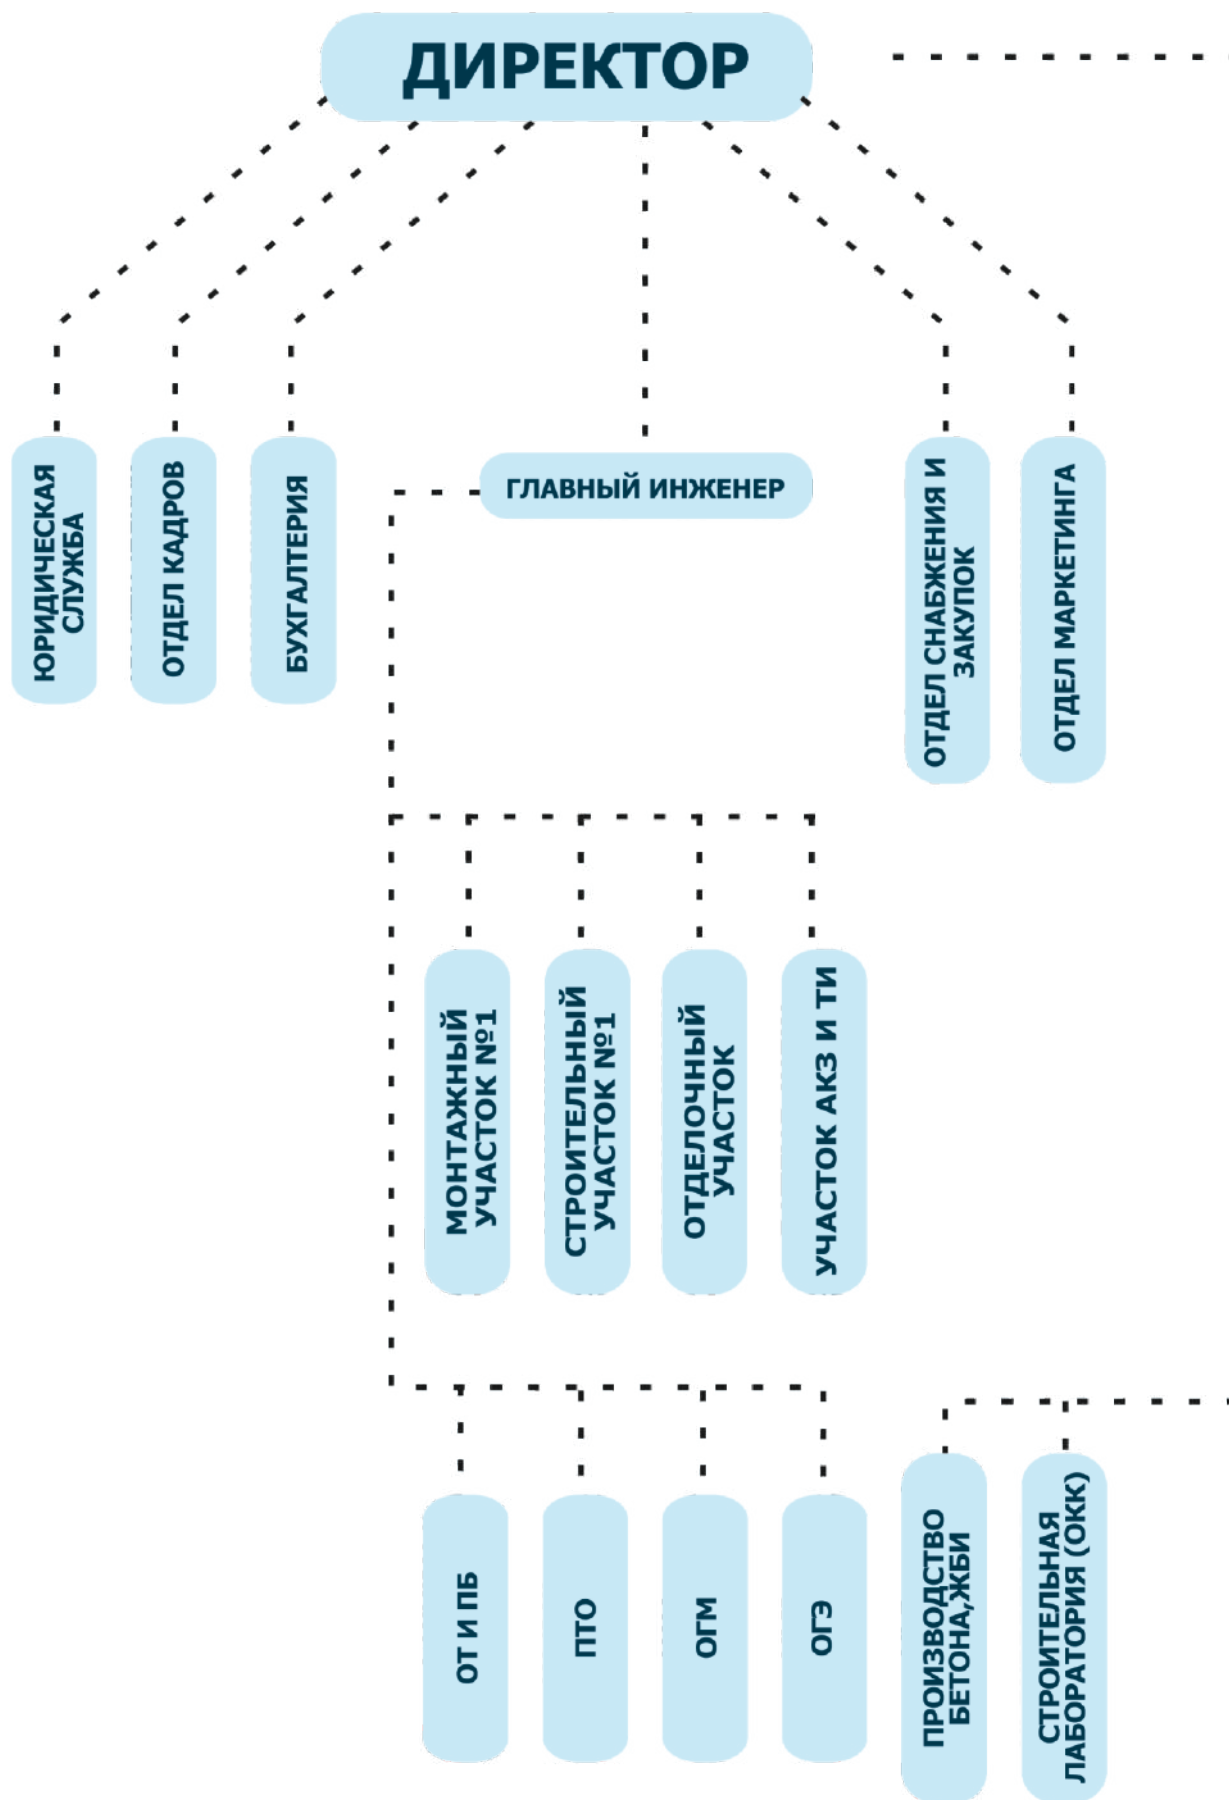 ДИРЕКТОР
ЮРИДИЧЕСКАЯ
СЛУЖБА
ОТДЕЛ КАДРОВ
БУХГАЛТЕРИЯ
ГЛАВНЫЙ ИНЖЕНЕР
ОТДЕЛ СНАБЖЕНИЯ И
ЗАКУПОК
ОТДЕЛ МАРКЕТИНГА
МОНТАЖНЫЙ
УЧАСТОК №1
СТРОИТЕЛЬНЫЙ
УЧАСТОК №1
ОТДЕЛОЧНЫЙ
УЧАСТОК
УЧАСТОК АКЗ И ТИ
ОТ И ПБ
ПТО
ОГМ
ОГЭ
ПРОИЗВОДСТВО
БЕТОНА,ЖБИ
СТРОИТЕЛЬНАЯ
ЛАБОРАТОРИЯ (ОКК)